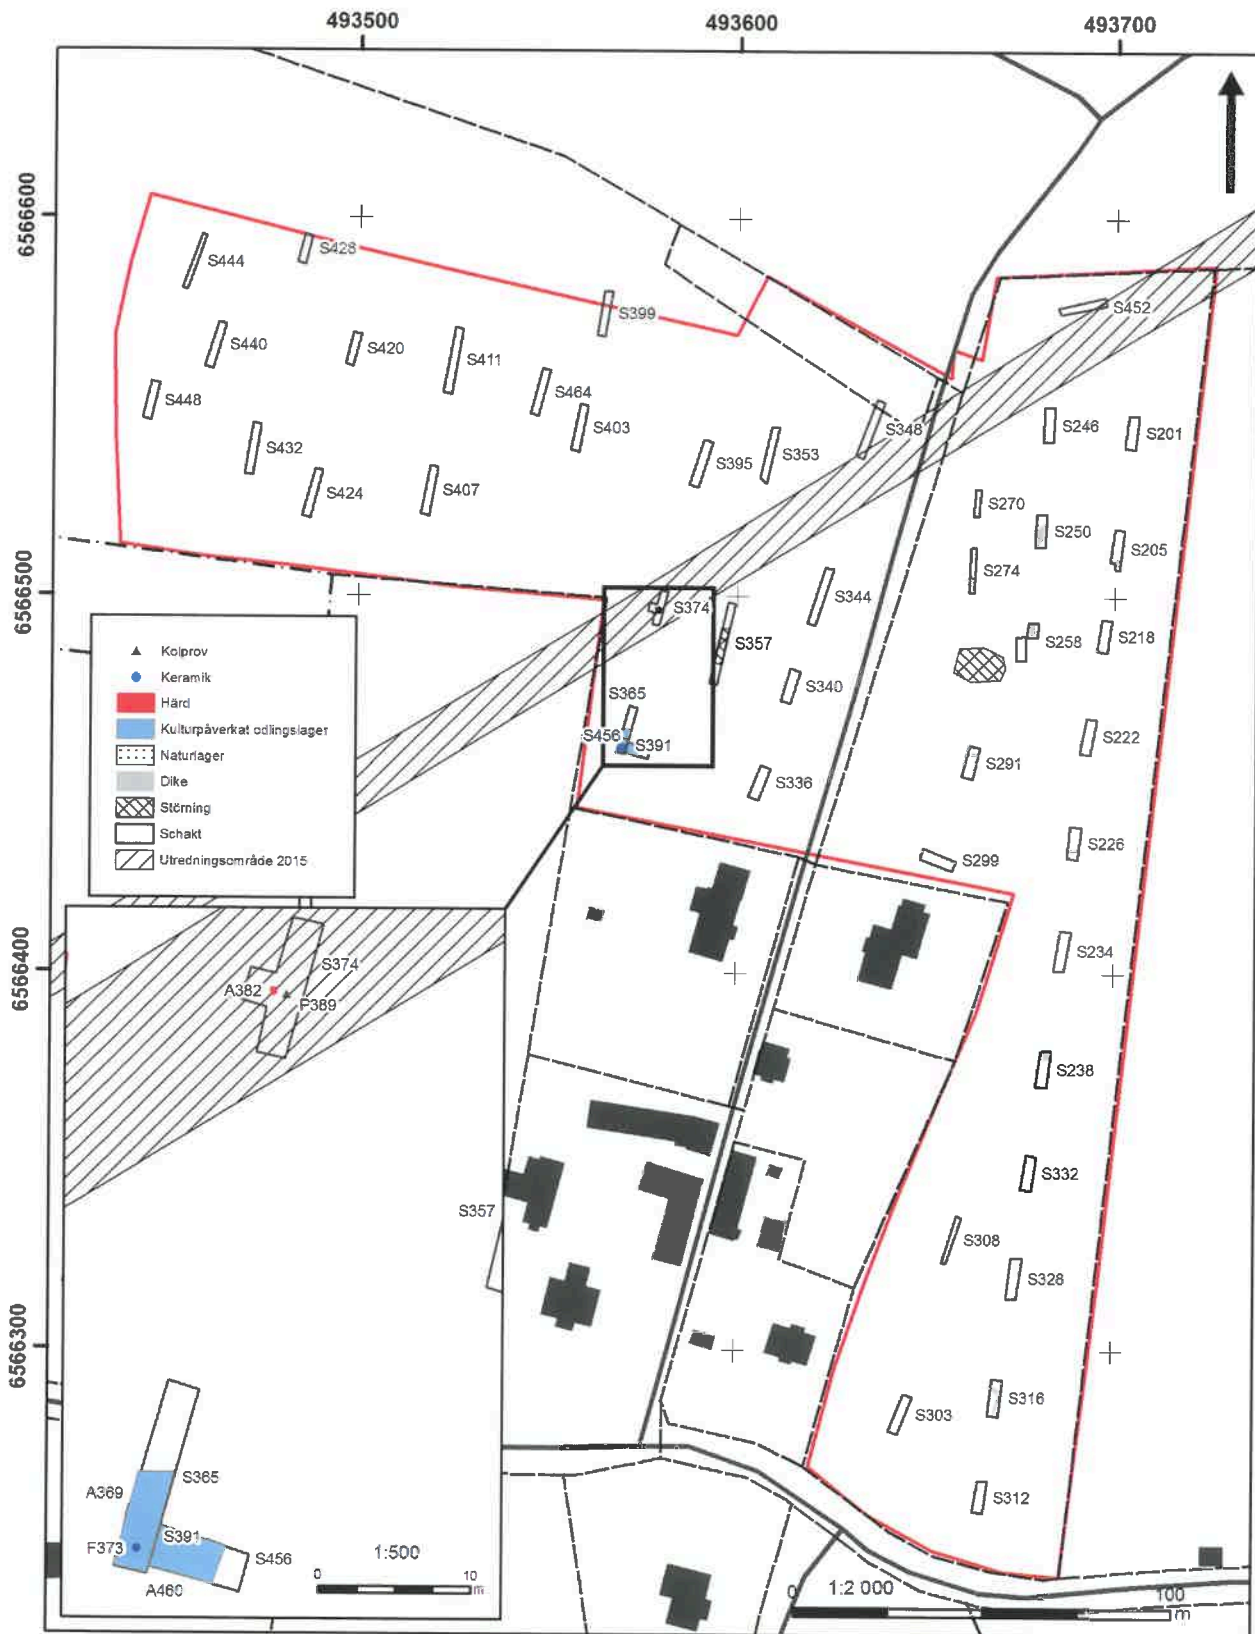 493500
493600
493700
6566600
6566500
6566400
6566300
S444
S428
S399
S452
S440
S420
S411
S464
S403
S448
S432
S424
S407
S395
S353
S348
S246
S201
S270
S250
S205
S274
S374
S344
S357
S258
S218
S340
S365
S456
S391
S222
S291
S336
S226
S299
S234
S238
S332
S308
S328
S316
S303
S312
Kolprov
Keramik
Härd
Kulturpåverkat odlingslager
Naturlager
Dike
Störning
Schakt
Utredningsområde 2015
S374
A382
P389
S357
S365
A369
S391
F373
S456
A460
1:500
0
10
m
1:2 000
0
100
m